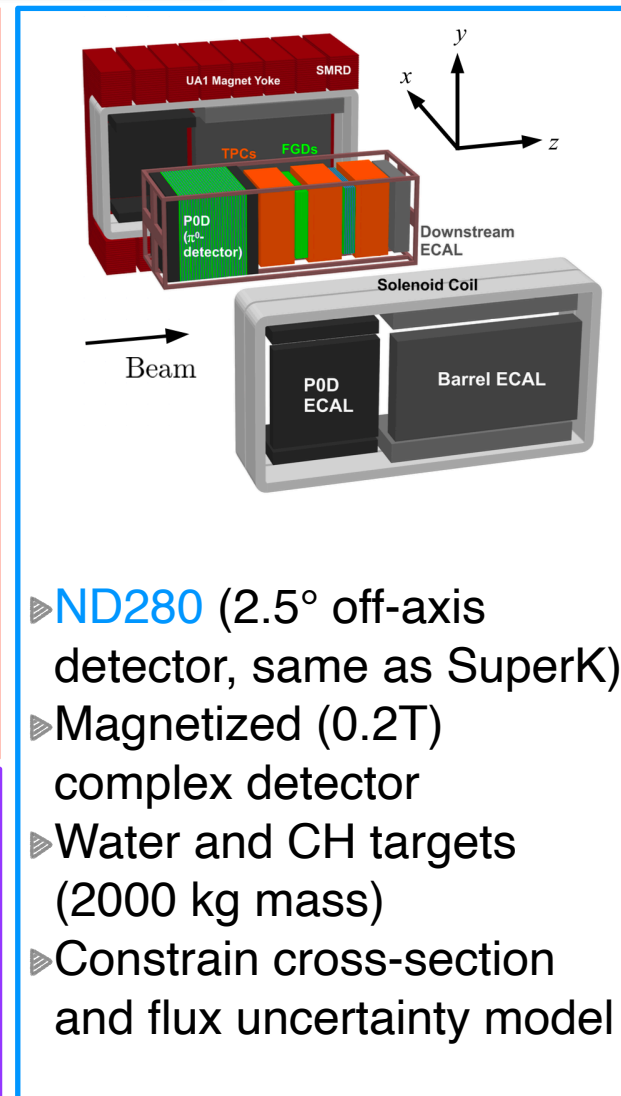 y
SMRD
UA1 Magnet Yoke
x
z
TPCs
FGDs
P0D
(π⁰-
detector)
Downstream
ECAL
Solenoid Coil
Beam
P0D
ECAL
Barrel ECAL
ND280 (2.5° off-axis
detector, same as SuperK)
Magnetized (0.2T)
complex detector
Water and CH targets
(2000 kg mass)
Constrain cross-section
and flux uncertainty model